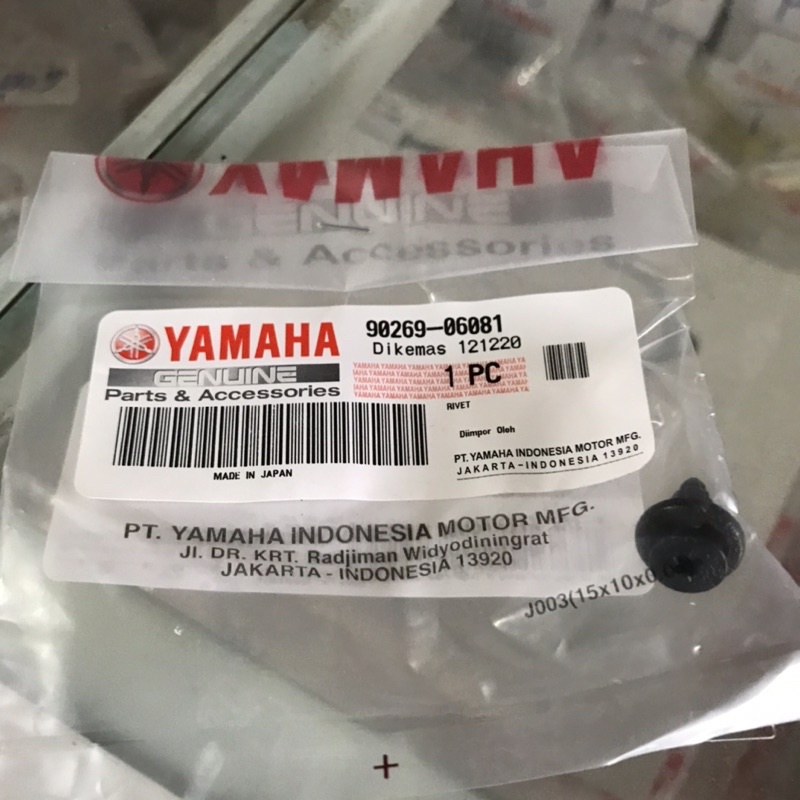 YAMAHA
GENUINE
Parts & Accessories
YAMAHA
GENUINE
Parts & Accessories
90269-06081
Dikemas 121220
1 PC
RIVET
Diimpor Oleh
PT. YAMAHA INDONESIA MOTOR MFG.
JAKARTA-INDONESIA 13920
MADE IN JAPAN
PT. YAMAHA INDONESIA MOTOR MFG.
Jl. DR. KRT. Radjiman Widyodiningrat
JAKARTA - INDONESIA 13920